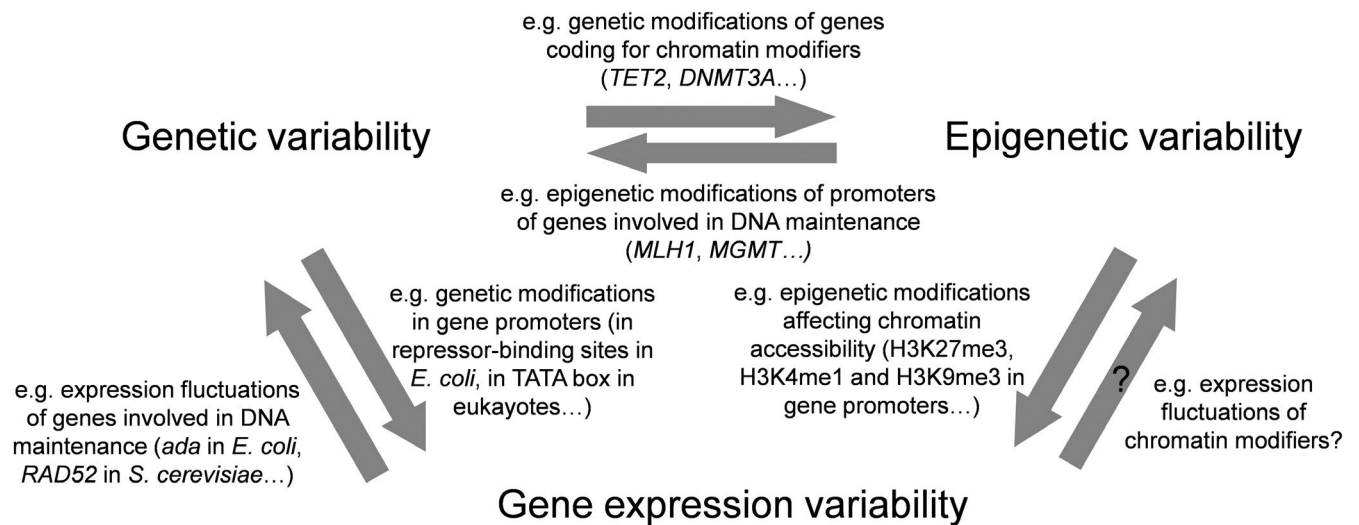 e.g. genetic modifications of genes
coding for chromatin modifiers
(TET2, DNMT3A…)
Genetic variability
Epigenetic variability
e.g. epigenetic modifications of promoters
of genes involved in DNA maintenance
(MLH1, MGMT…)
e.g. genetic modifications
in gene promoters (in
repressor-binding sites in
E. coli, in TATA box in
eukayotes…)
e.g. epigenetic modifications
affecting chromatin
accessibility (H3K27me3,
H3K4me1 and H3K9me3 in
gene promoters…)
e.g. expression fluctuations
of genes involved in DNA
maintenance (ada in E. coli,
RAD52 in S. cerevisiae…)
?
e.g. expression
fluctuations of
chromatin modifiers?
Gene expression variability